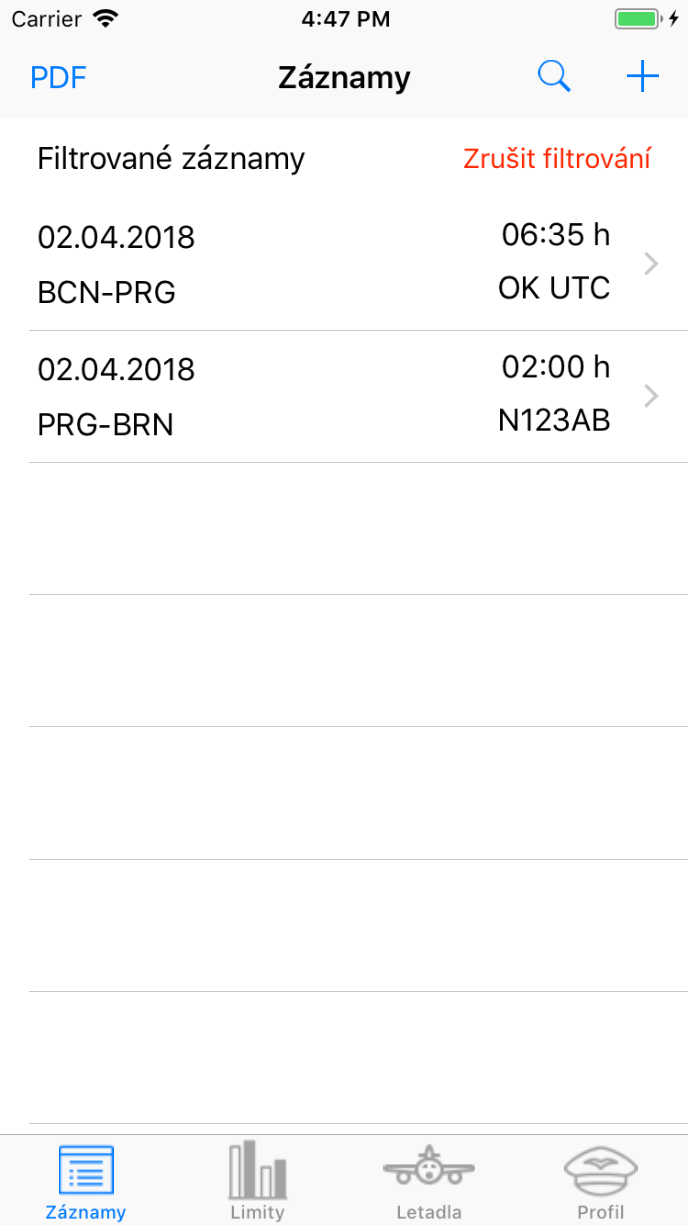 Carrier 4:47 PM
PDF Záznamy
Filtrované záznamy Zrušit filtrování
02.04.2018 06:35 h
BCN-PRG OK UTC
02.04.2018 02:00 h
PRG-BRN N123AB
Záznamy Limity Letadla Profil